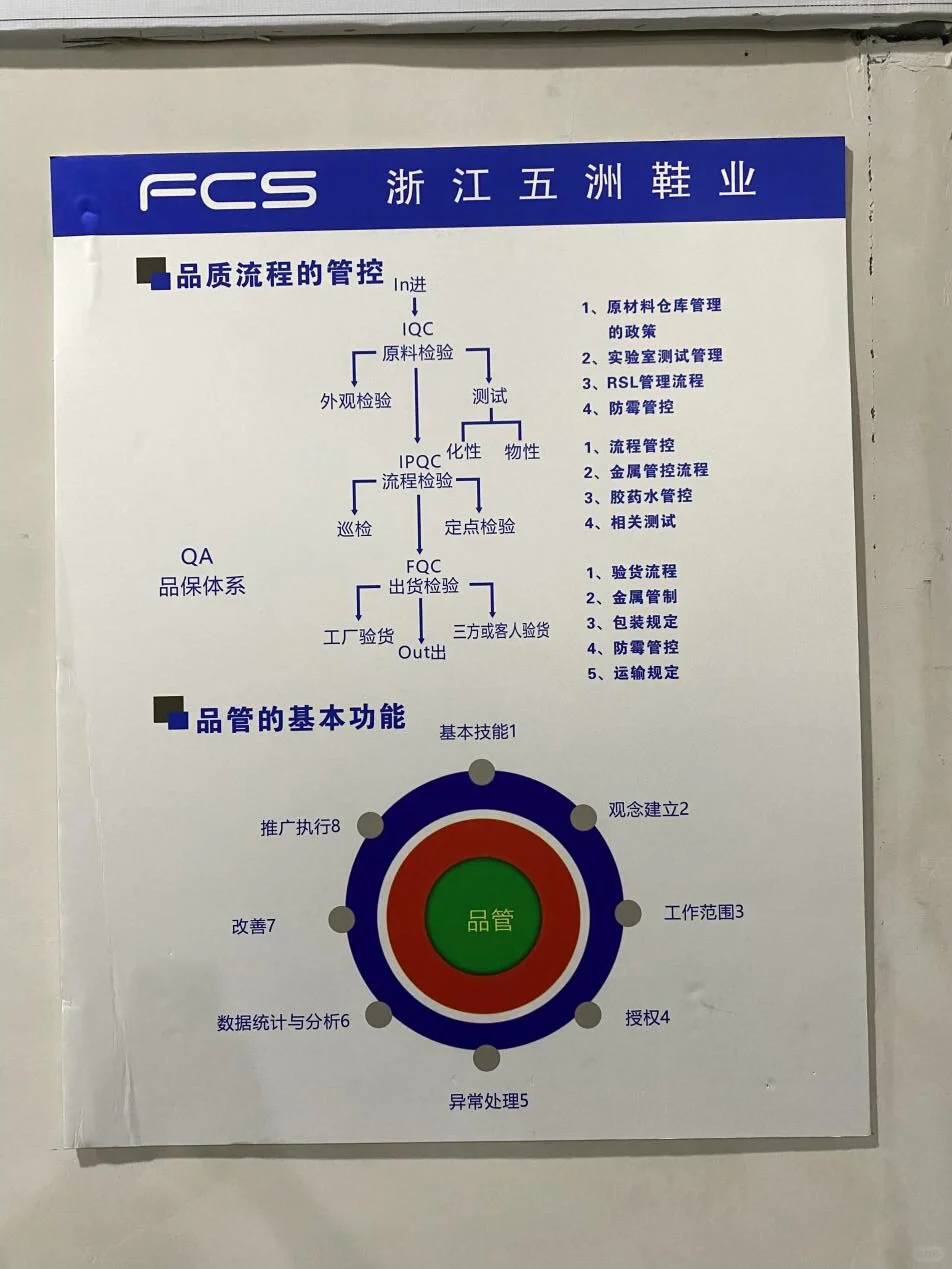 FCS 浙江五洲鞋业
品质流程的管控
In进
IQC
原料检验
外观检验
测试
化性
物性
IPQC
流程检验
巡检
定点检验
FQC
出货检验
工厂验货
三方或客人验货
Out出
QA
品保体系
1、原材料仓库管理
的政策
2、实验室测试管理
3、RSL管理流程
4、防霉管控
1、流程管控
2、金属管控流程
3、胶药水管控
4、相关测试
1、验货流程
2、金属管制
3、包装规定
4、防霉管控
5、运输规定
品管的基本功能
基本技能1
观念建立2
工作范围3
授权4
异常处理5
数据统计与分析6
改善7
推广执行8
品管